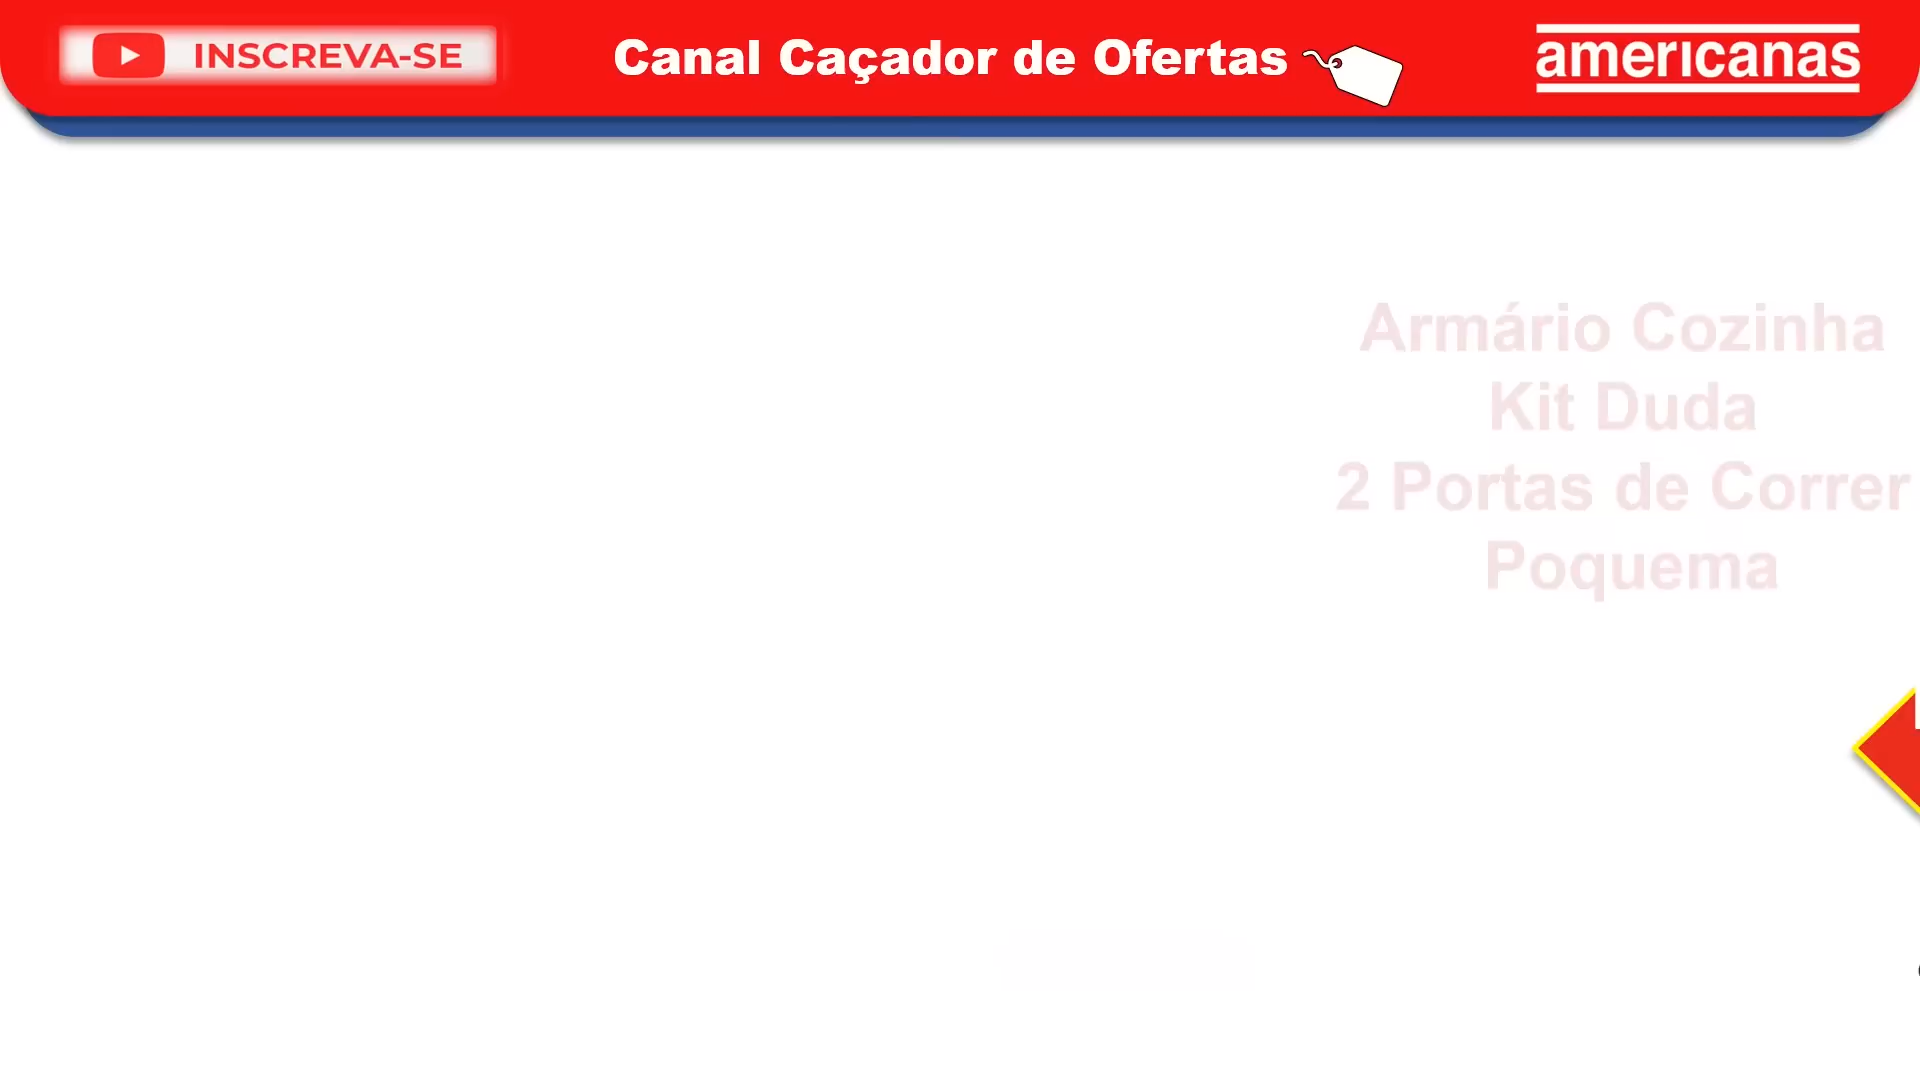 INSCREVA-SE
Canal Caçador de Ofertas
americanas
Armário Cozinha
Kit Duda
2 Portas de Correr
Poquema